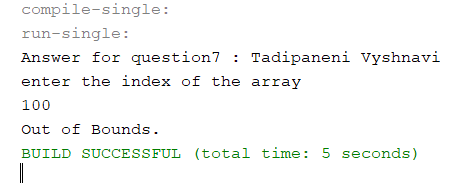 compile-single:
run-single:
Answer for question7 : Tadipaneni Vyshnavi
enter the index of the array
100
Out of Bounds.
BUILD SUCCESSFUL (total time: 5 seconds)